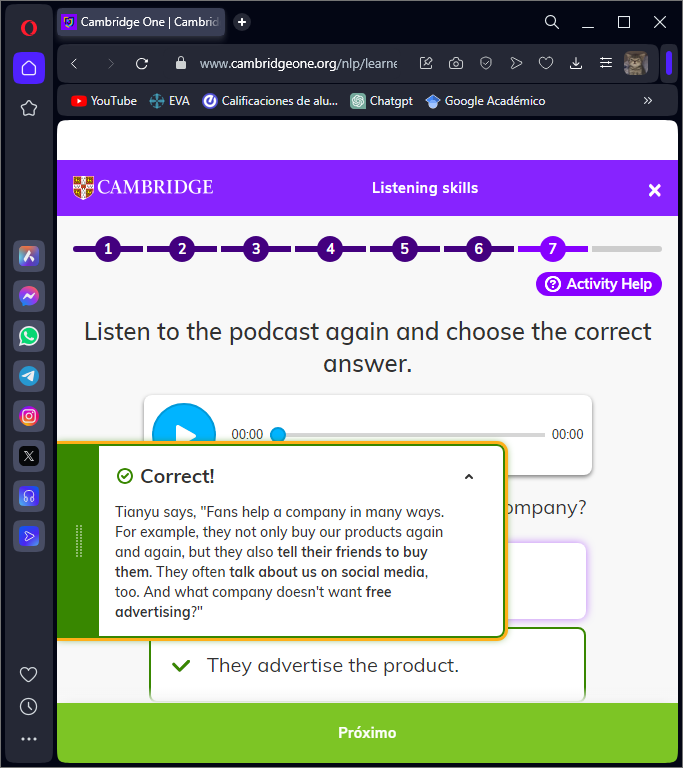 Cambridge One | Cambrid
www.cambridgeone.org/nlp/learne
YouTube EVA Calificaciones de alu... Chatgpt Google Académico »
CAMBRIDGE Listening skills
1 2 3 4 5 6 7
Activity Help
Listen to the podcast again and choose the correct
answer.
00:00 00:00
Correct!
Tianyu says, "Fans help a company in many ways.
For example, they not only buy our products again
and again, but they also tell their friends to buy
them. They often talk about us on social media,
too. And what company doesn't want free
advertising?"
company?
They advertise the product.
Próximo